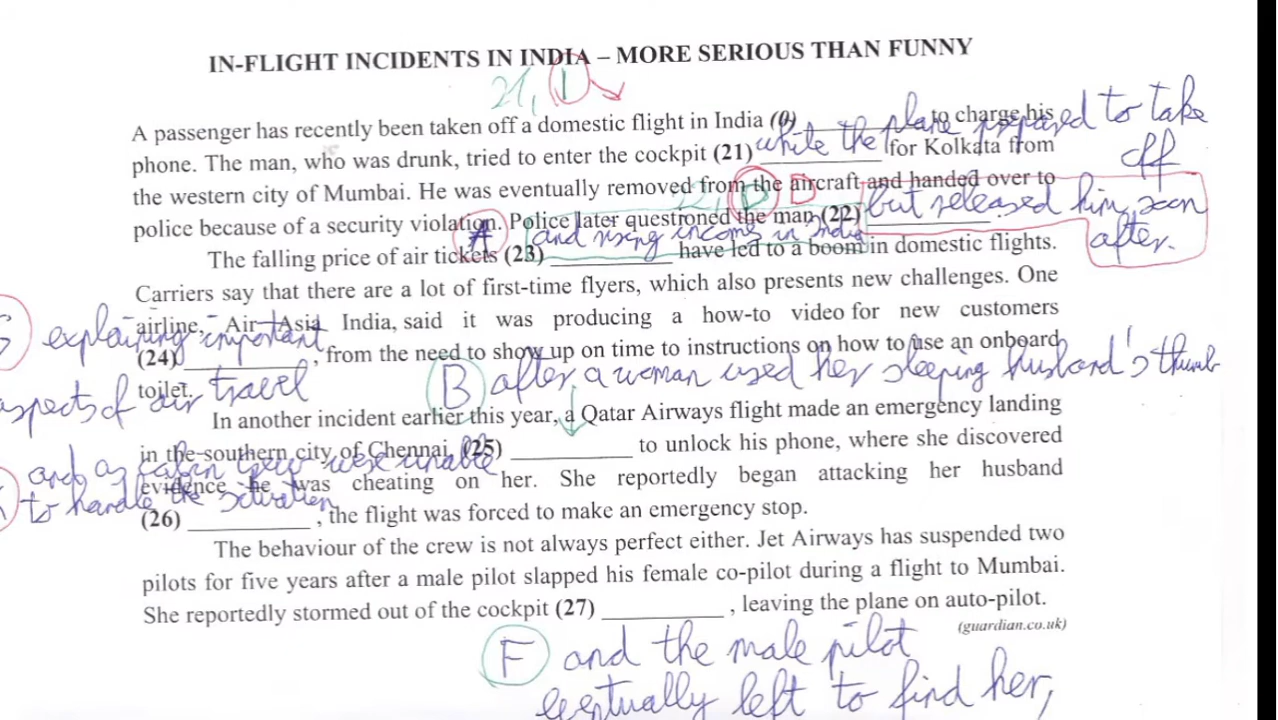 IN-FLIGHT INCIDENTS IN INDIA – MORE SERIOUS THAN FUNNY
21, D
A passenger has recently been taken off a domestic flight in India (0) __________ to charge his
phone. The man, who was drunk, tried to enter the cockpit (21) __________ for Kolkata from
while the plane prepared to take
off
the western city of Mumbai. He was eventually removed from the aircraft and handed over to
D D
police because of a security violation. Police later questioned the man (22) __________
but released him soon
after.
A and rising income in India
The falling price of air tickets (23) __________ have led to a boom in domestic flights.
Carriers say that there are a lot of first-time flyers, which also presents new challenges. One
airline, Air Asia India, said it was producing a how-to video for new customers
explaining important
(24) __________ , from the need to show up on time to instructions on how to use an onboard
toilet.
aspects of air travel
B after a woman used her sleeping husband's thumb
In another incident earlier this year, a Qatar Airways flight made an emergency landing
in the southern city of Chennai (25) __________ to unlock his phone, where she discovered
and as cabin crew were unable
evidence he was cheating on her. She reportedly began attacking her husband
to handle the situation
(26) __________ , the flight was forced to make an emergency stop.
The behaviour of the crew is not always perfect either. Jet Airways has suspended two
pilots for five years after a male pilot slapped his female co-pilot during a flight to Mumbai.
She reportedly stormed out of the cockpit (27) __________ , leaving the plane on auto-pilot.
(guardian.co.uk)
F and the male pilot
eventually left to find her,